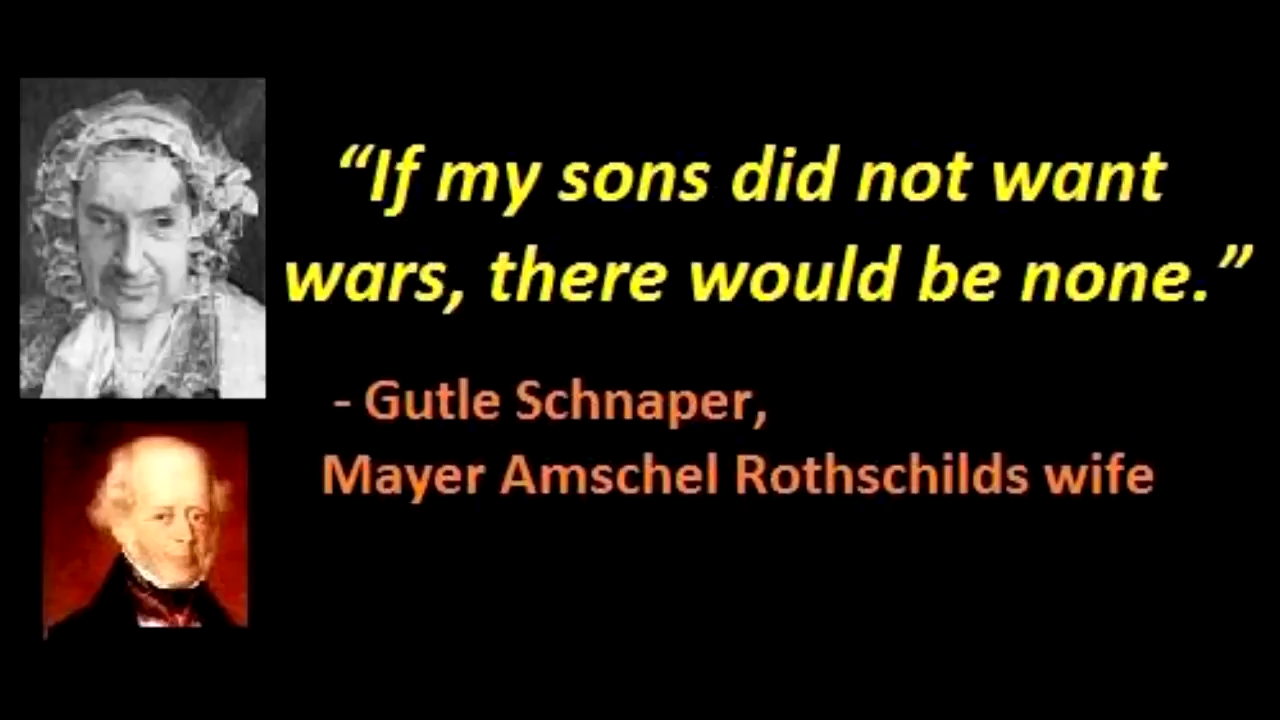 “If my sons did not want
wars, there would be none.”
- Gutle Schnaper,
Mayer Amschel Rothschilds wife